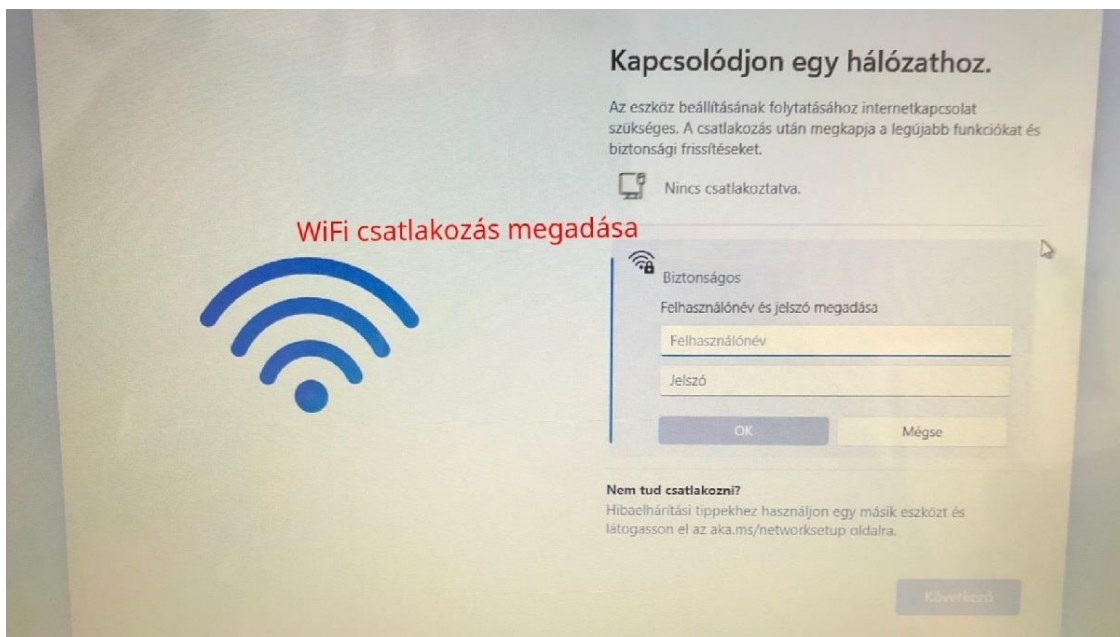 Kapcsolódjon egy hálózathoz.
Az eszköz beállításának folytatásához internetkapcsolat
szükséges. A csatlakozás után megkapja a legújabb funkciókat és
biztonsági frissítéseket.
Nincs csatlakoztatva.
WiFi csatlakozás megadása
Biztonságos
Felhasználónév és jelszó megadása
Felhasználónév
Jelszó
OK
Mégse
Nem tud csatlakozni?
Hibaelhárítási tippekhez használjon egy másik eszközt és
látogasson el az aka.ms/networksetup oldalra.
Következő